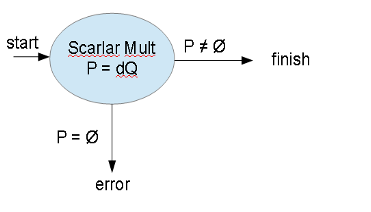 start
Scarlar Mult
P = dQ
P ≠ Ø
finish
P = Ø
error